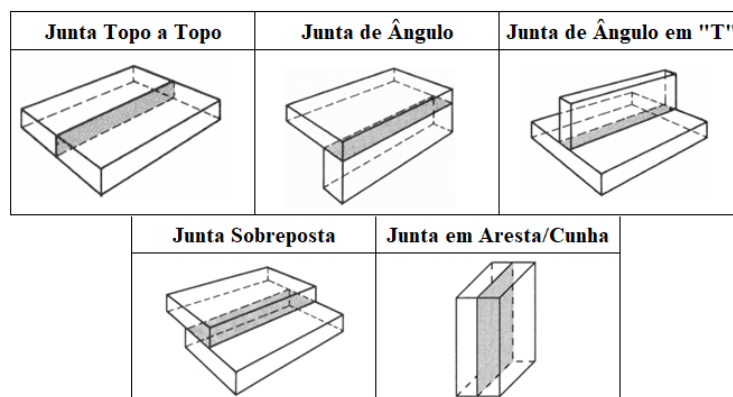 Junta Topo a Topo
Junta de Ângulo
Junta de Ângulo em "T"
Junta Sobreposta
Junta em Aresta/Cunha